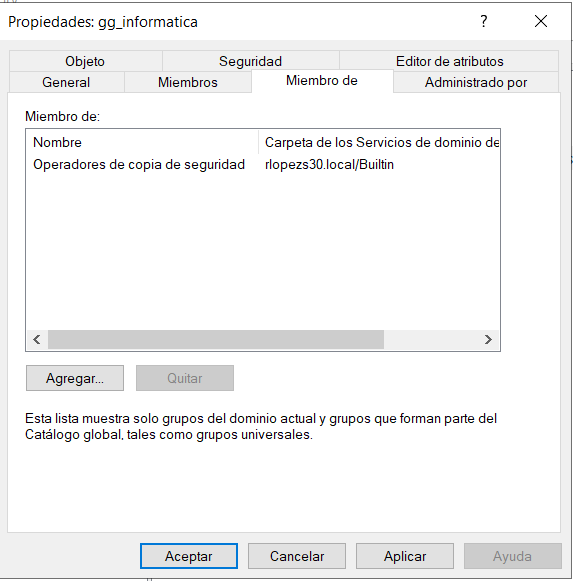 Propiedades: gg_informatica
Objeto Seguridad Editor de atributos
General Miembros Miembro de Administrado por
Miembro de:
Nombre Carpeta de los Servicios de dominio de
Operadores de copia de seguridad rlopezs30.local/Builtin
Agregar... Quitar
Esta lista muestra solo grupos del dominio actual y grupos que forman parte del
Catálogo global, tales como grupos universales.
Aceptar Cancelar Aplicar Ayuda